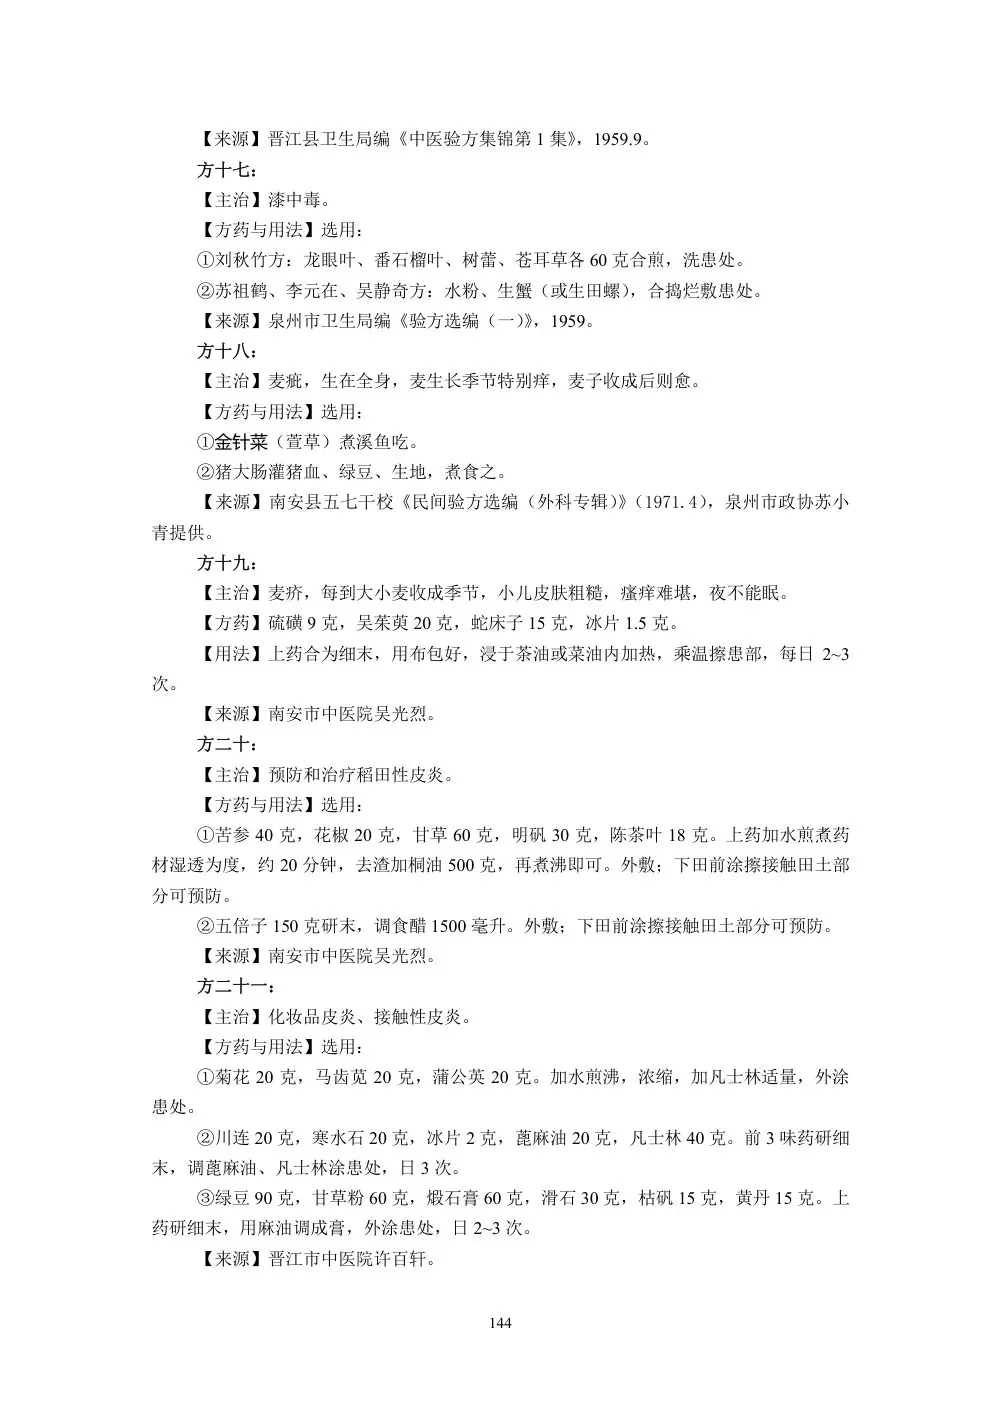 【来源】晋江县卫生局编《中医验方集锦第 1 集》，1959.9。
方十七：
【主治】漆中毒。
【方药与用法】选用：
①刘秋竹方：龙眼叶、番石榴叶、树蕾、苍耳草各 60 克合煎，洗患处。
②苏祖鹤、李元在、吴静奇方：水粉、生蟹（或生田螺），合捣烂敷患处。
【来源】泉州市卫生局编《验方选编（一）》，1959。
方十八：
【主治】麦疵，生在全身，麦生长季节特别痒，麦子收成后则愈。
【方药与用法】选用：
①金针菜（萱草）煮溪鱼吃。
②猪大肠灌猪血、绿豆、生地，煮食之。
【来源】南安县五七干校《民间验方选编（外科专辑）》（1971.4），泉州市政协苏小
青提供。
方十九：
【主治】麦疥，每到大小麦收成季节，小儿皮肤粗糙，瘙痒难堪，夜不能眠。
【方药】硫磺 9 克，吴茱萸 20 克，蛇床子 15 克，冰片 1.5 克。
【用法】上药合为细末，用布包好，浸于茶油或菜油内加热，乘温擦患部，每日 2~3
次。
【来源】南安市中医院吴光烈。
方二十：
【主治】预防和治疗稻田性皮炎。
【方药与用法】选用：
①苦参 40 克，花椒 20 克，甘草 60 克，明矾 30 克，陈茶叶 18 克。上药加水煎煮药
材湿透为度，约 20 分钟，去渣加桐油 500 克，再煮沸即可。外敷；下田前涂擦接触田土部
分可预防。
②五倍子 150 克研末，调食醋 1500 毫升。外敷；下田前涂擦接触田土部分可预防。
【来源】南安市中医院吴光烈。
方二十一：
【主治】化妆品皮炎、接触性皮炎。
【方药与用法】选用：
①菊花 20 克，马齿苋 20 克，蒲公英 20 克。加水煎沸，浓缩，加凡士林适量，外涂
患处。
②川连 20 克，寒水石 20 克，冰片 2 克，蓖麻油 20 克，凡士林 40 克。前 3 味药研细
末，调蓖麻油、凡士林涂患处，日 3 次。
③绿豆 90 克，甘草粉 60 克，煅石膏 60 克，滑石 30 克，枯矾 15 克，黄丹 15 克。上
药研细末，用麻油调成膏，外涂患处，日 2~3 次。
【来源】晋江市中医院许百轩。
144